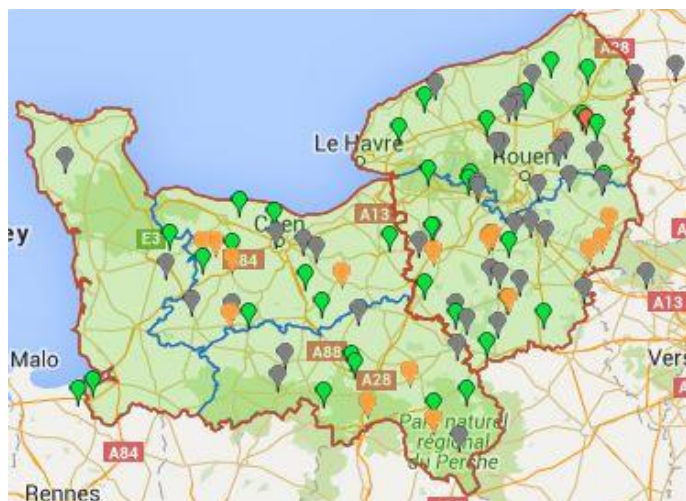 A28
Le Havre
Rouen
A13
Caen
ey
E3
A84
A13
Malo
A88
Vers
A28
Parc naturel
régional
du Perche
A84
Rennes